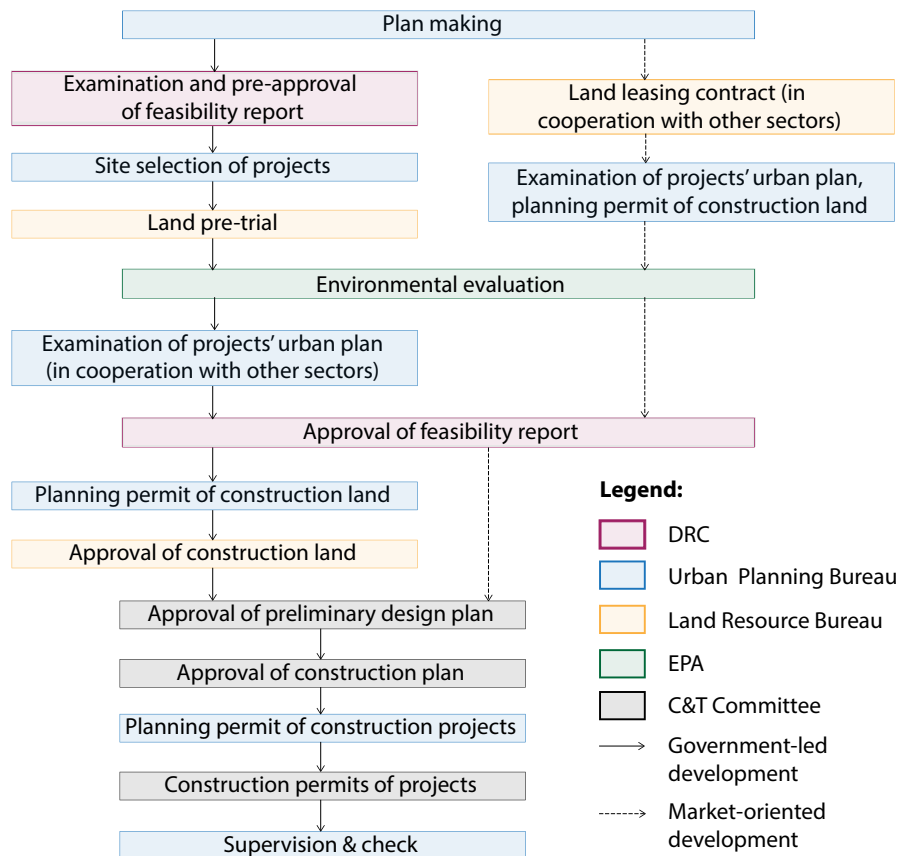 Plan making
Examination and pre-approval
of feasibility report
Land leasing contract (in
cooperation with other sectors)
Site selection of projects
Examination of projects’ urban plan,
planning permit of construction land
Land pre-trial
Environmental evaluation
Examination of projects’ urban plan
(in cooperation with other sectors)
Approval of feasibility report
Planning permit of construction land
Approval of construction land
Approval of preliminary design plan
Approval of construction plan
Planning permit of construction projects
Construction permits of projects
Supervision & check
Legend:
DRC
Urban Planning Bureau
Land Resource Bureau
EPA
C&T Committee
Government-led
development
Market-oriented
development